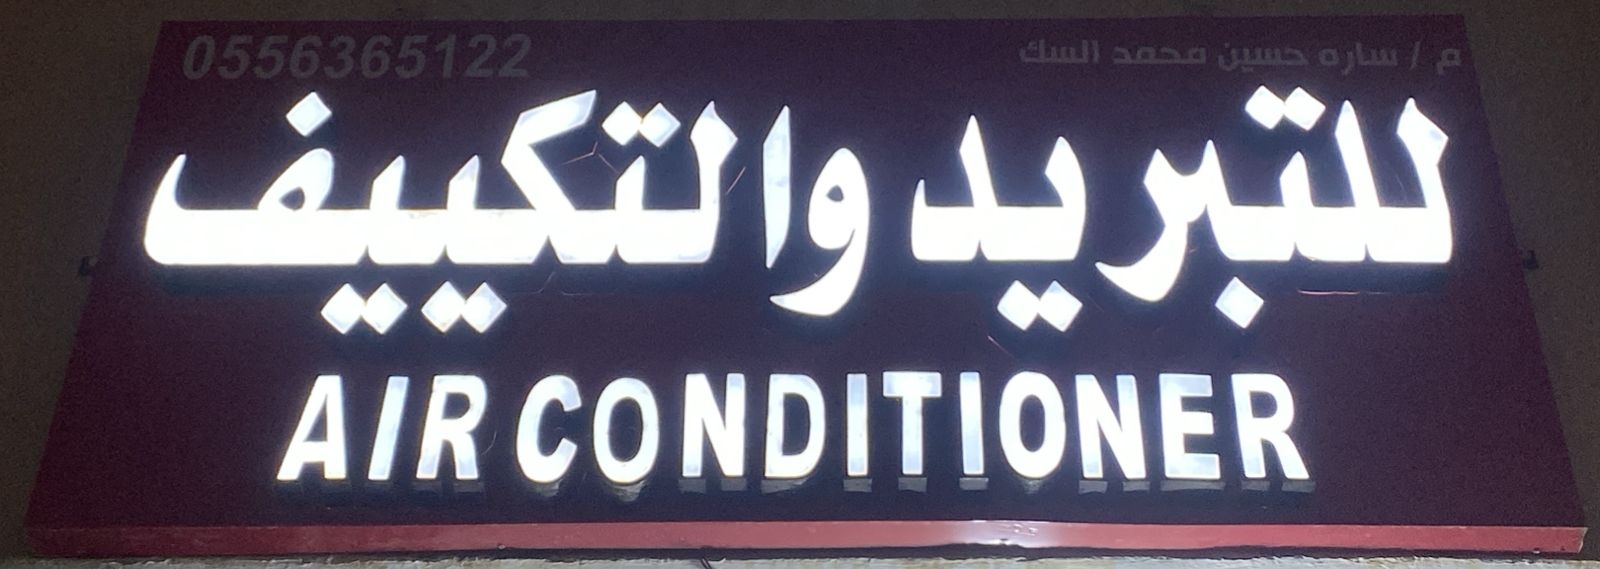 م / ساره حسين محمد السك 0556365122
للتبريد والتكييف
AIR CONDITIONER